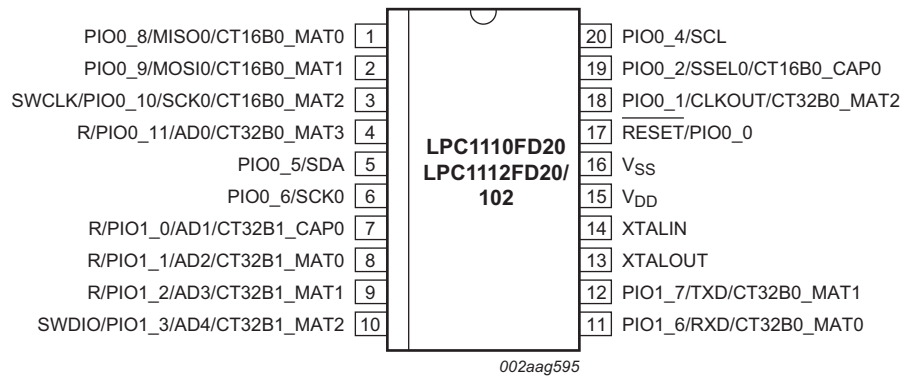 PIO0_8/MISO0/CT16B0_MAT0 1
PIO0_9/MOSI0/CT16B0_MAT1 2
SWCLK/PIO0_10/SCK0/CT16B0_MAT2 3
R/PIO0_11/AD0/CT32B0_MAT3 4
PIO0_5/SDA 5
PIO0_6/SCK0 6
R/PIO1_0/AD1/CT32B1_CAP0 7
R/PIO1_1/AD2/CT32B1_MAT0 8
R/PIO1_2/AD3/CT32B1_MAT1 9
SWDIO/PIO1_3/AD4/CT32B1_MAT2 10
LPC1110FD20
LPC1112FD20/
102
20 PIO0_4/SCL
19 PIO0_2/SSEL0/CT16B0_CAP0
18 PIO0_1/CLKOUT/CT32B0_MAT2
17 RESET/PIO0_0
16 VSS
15 VDD
14 XTALIN
13 XTALOUT
12 PIO1_7/TXD/CT32B0_MAT1
11 PIO1_6/RXD/CT32B0_MAT0
002aag595